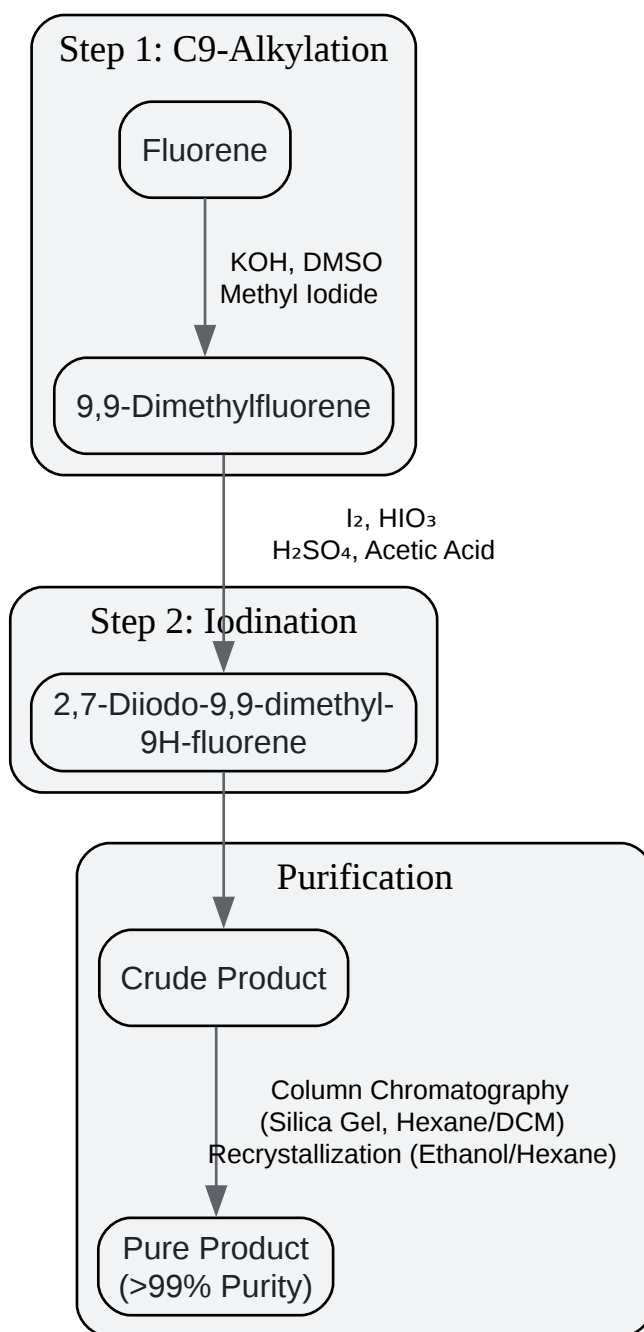 Step 1: C9-Alkylation
Fluorene
KOH, DMSO
Methyl Iodide
9,9-Dimethylfluorene
I₂, HIO₃
H₂SO₄, Acetic Acid
Step 2: Iodination
2,7-Diiodo-9,9-dimethyl-
9H-fluorene
Purification
Crude Product
Column Chromatography
(Silica Gel, Hexane/DCM)
Recrystallization (Ethanol/Hexane)
Pure Product
(>99% Purity)